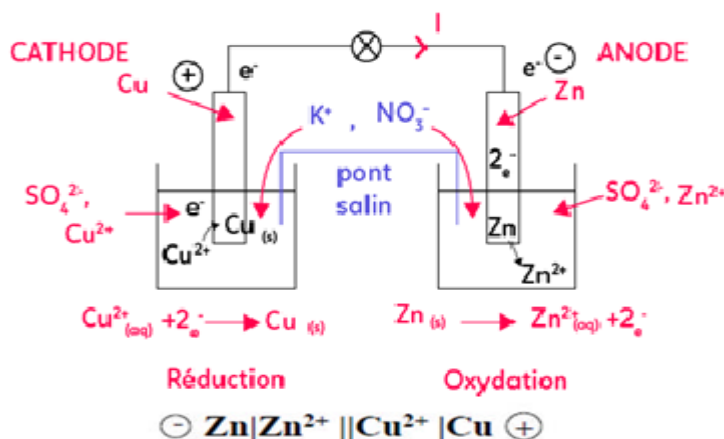 I
CATHODE
e⁻
e⁻ ⊖ ANODE
⊕
Cu
Zn
K⁺ , NO₃⁻
2e⁻
pont
salin
SO₄²⁻,
Cu²⁺
e⁻
Cu (s)
Cu²⁺
Zn
Zn²⁺
SO₄²⁻, Zn²⁺
Cu²⁺(aq) +2e⁻ → Cu (s)
Zn (s) → Zn²⁺(aq) +2e⁻
Réduction
Oxydation
⊖ Zn|Zn²⁺ ||Cu²⁺ |Cu ⊕